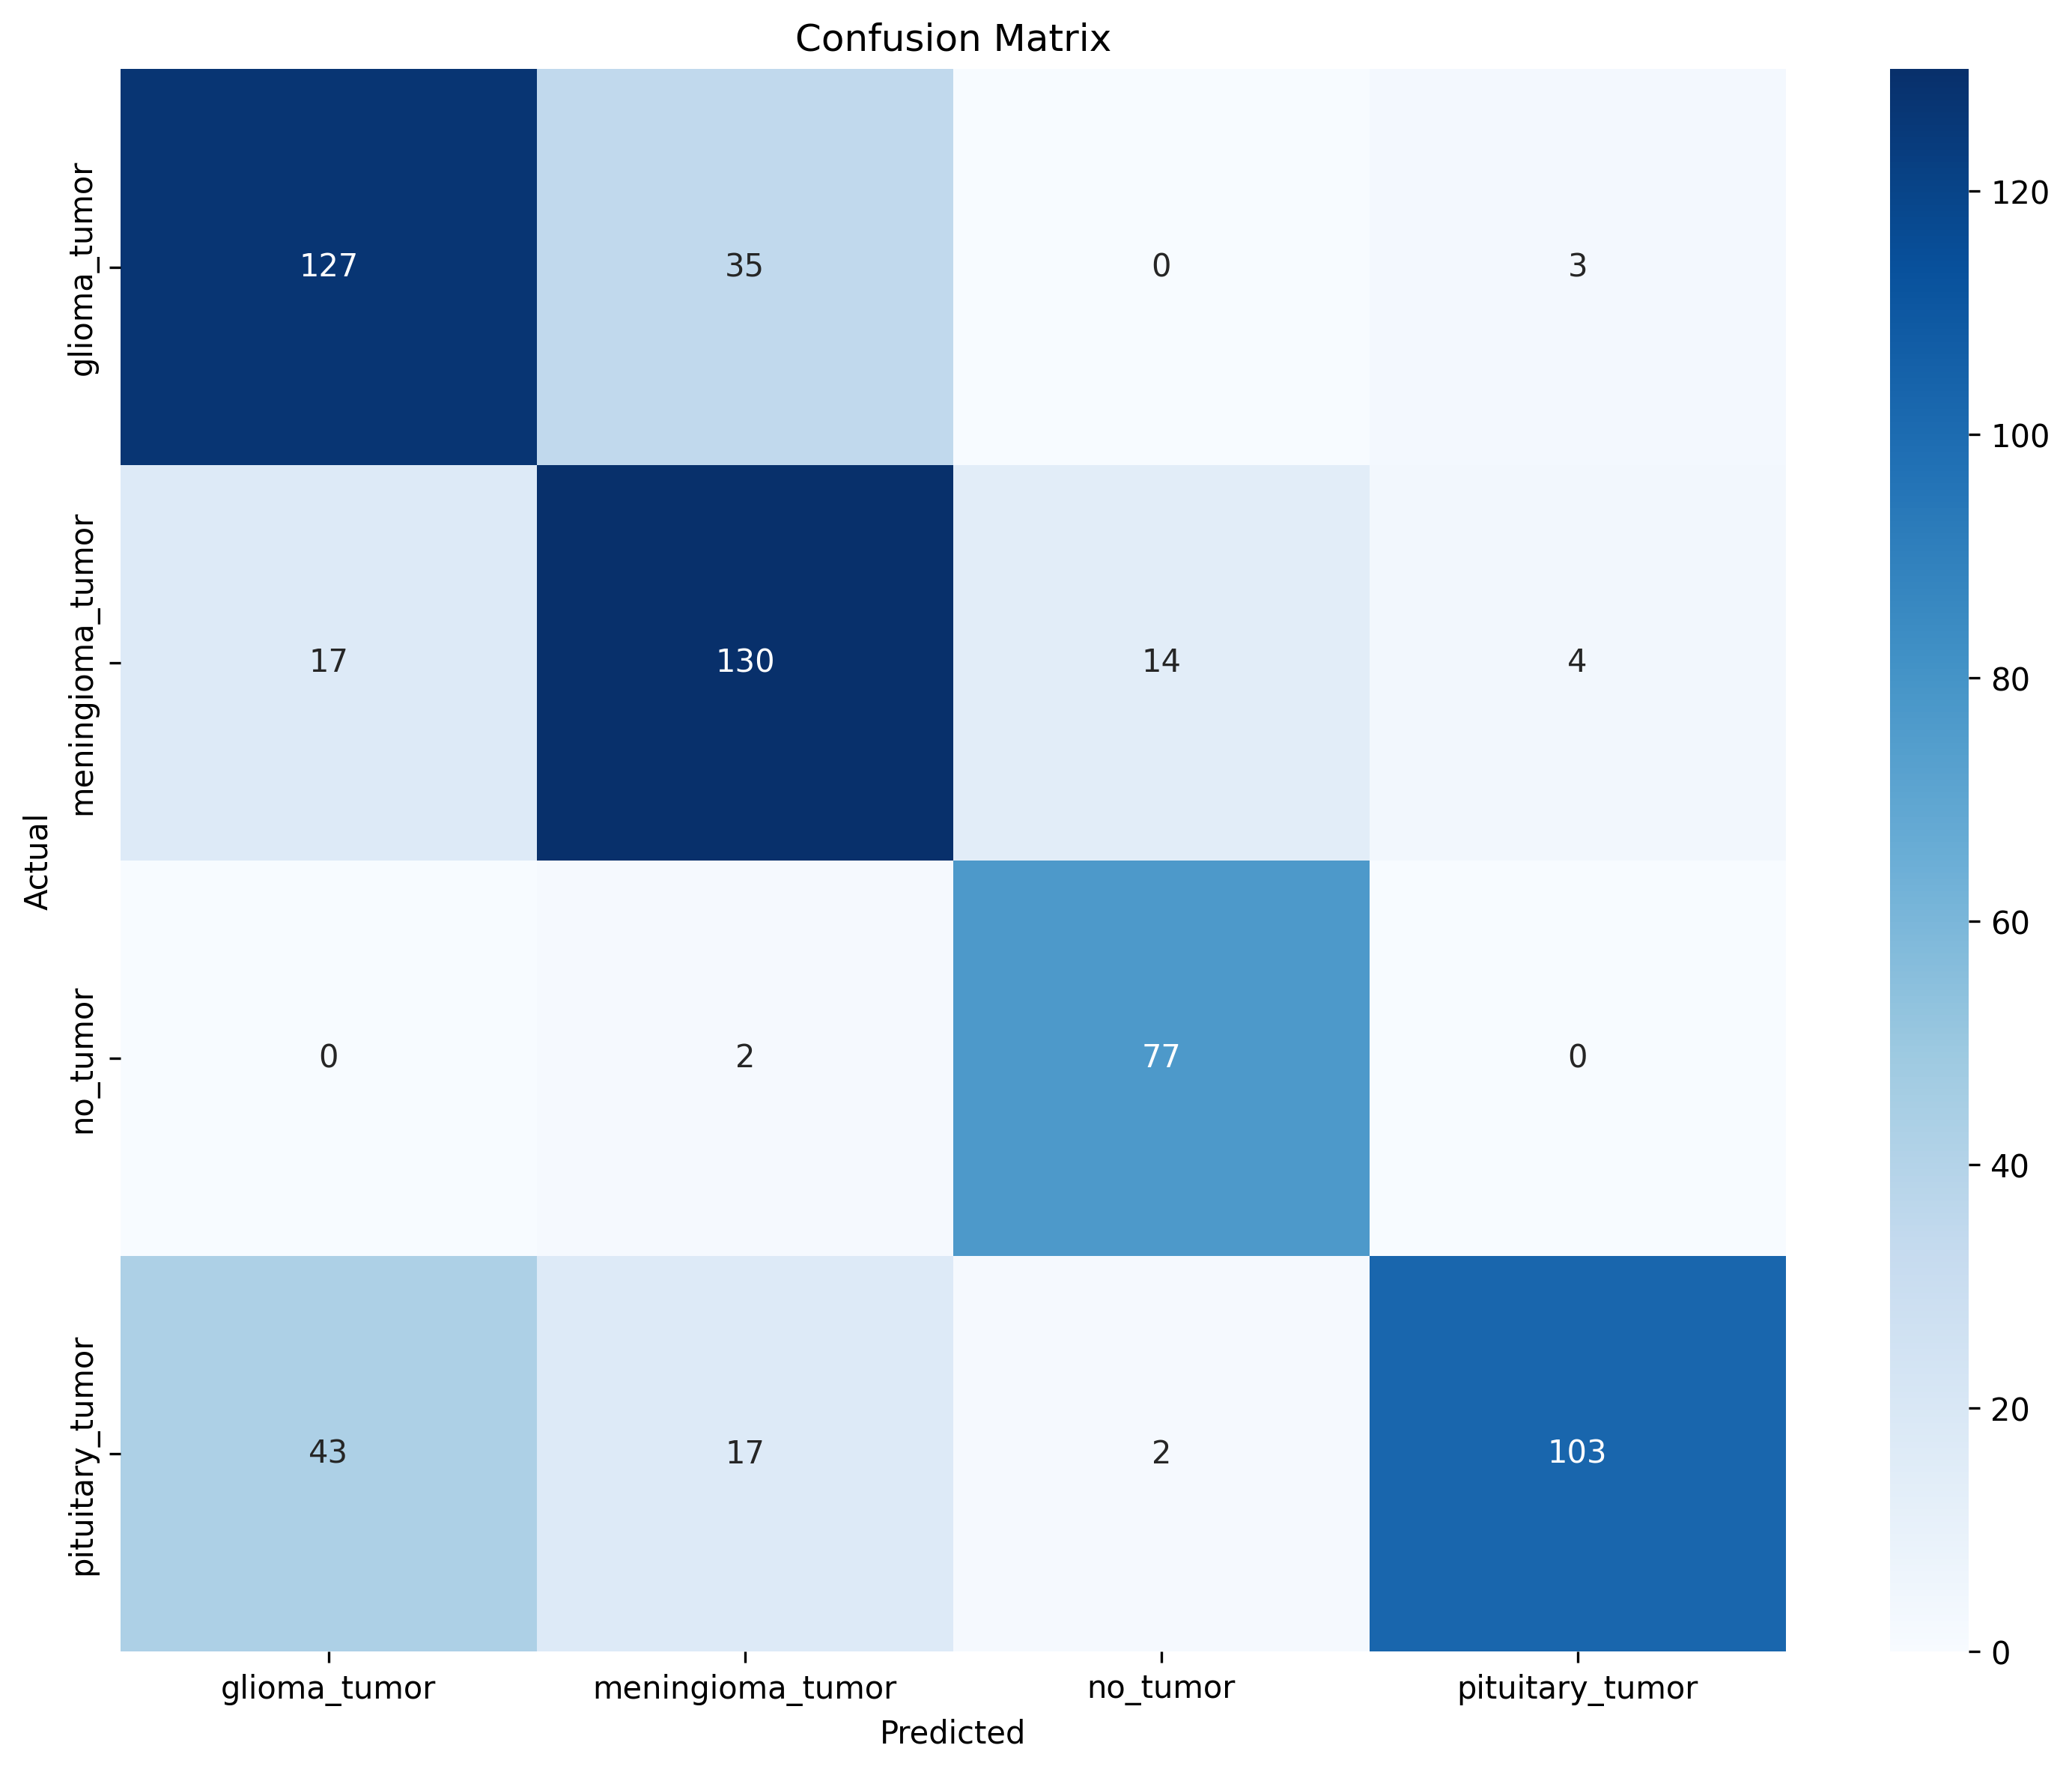 Confusion Matrix
Actual
glioma_tumor
127 35 0 3
meningioma_tumor
17 130 14 4
no_tumor
0 2 77 0
pituitary_tumor
43 17 2 103
glioma_tumor meningioma_tumor no_tumor pituitary_tumor
Predicted
120
100
80
60
40
20
0